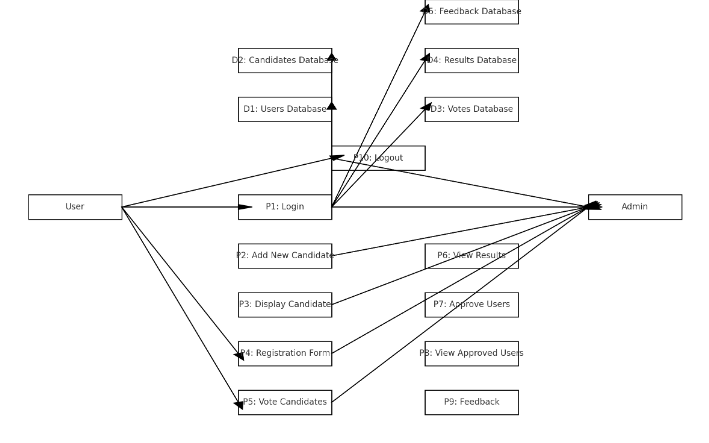 D5: Feedback Database
D2: Candidates Database
D4: Results Database
D1: Users Database
D3: Votes Database
P10: Logout
User
P1: Login
Admin
P2: Add New Candidate
P6: View Results
P3: Display Candidate
P7: Approve Users
P4: Registration Form
P8: View Approved Users
P5: Vote Candidates
P9: Feedback